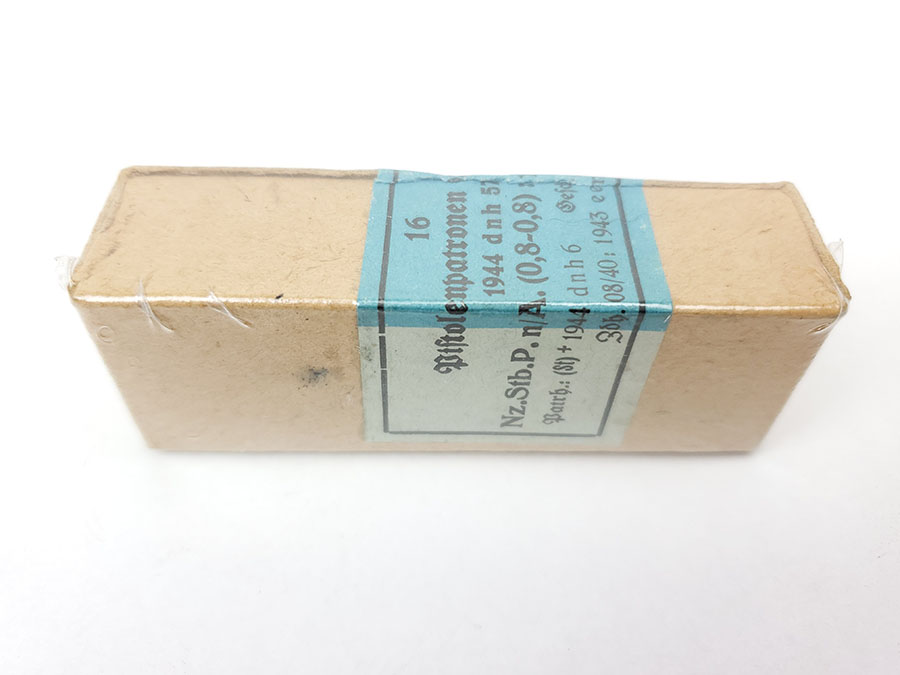 16
Pistolenpatronen
1944 dnh 5
Nz.Stb.P. n/A. (0,8-0,8)
Patrh.: (St)+ 1944 dnh 6
Zdh. 08/40: 1943